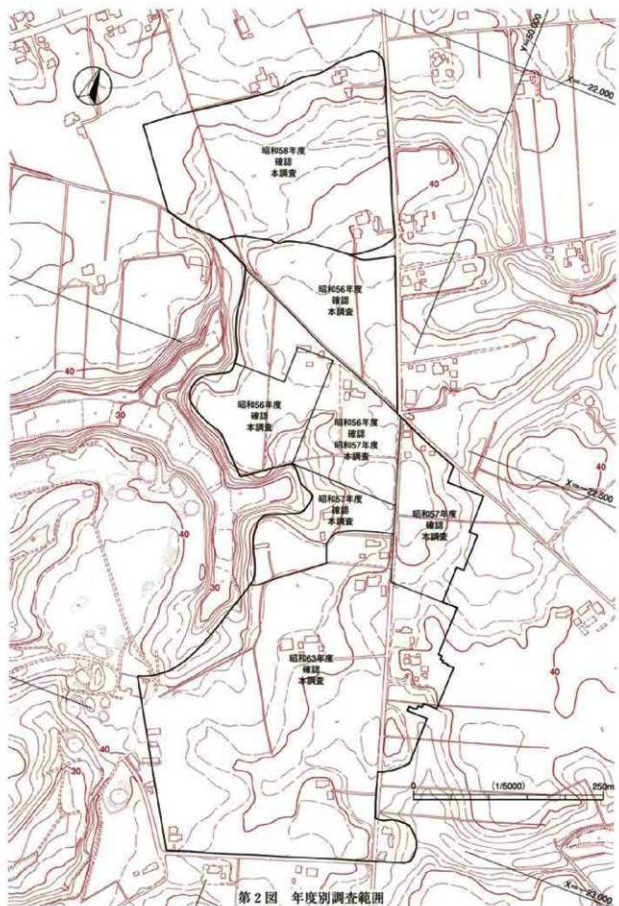 Y=50.000
X=-22.000
昭和58年度
確認
本調査
40
昭和56年度
確認
本調査
40
30
昭和56年度
確認
本調査
昭和56年度
確認
昭和57年度
本調査
40
X=-22.500
昭和57年度
確認
本調査
昭和57年度
確認
本調査
40
30
昭和63年度
確認
本調査
40
40
30
0
(1/5000)
250m
X=-23.000
第2図 年度別調査範囲